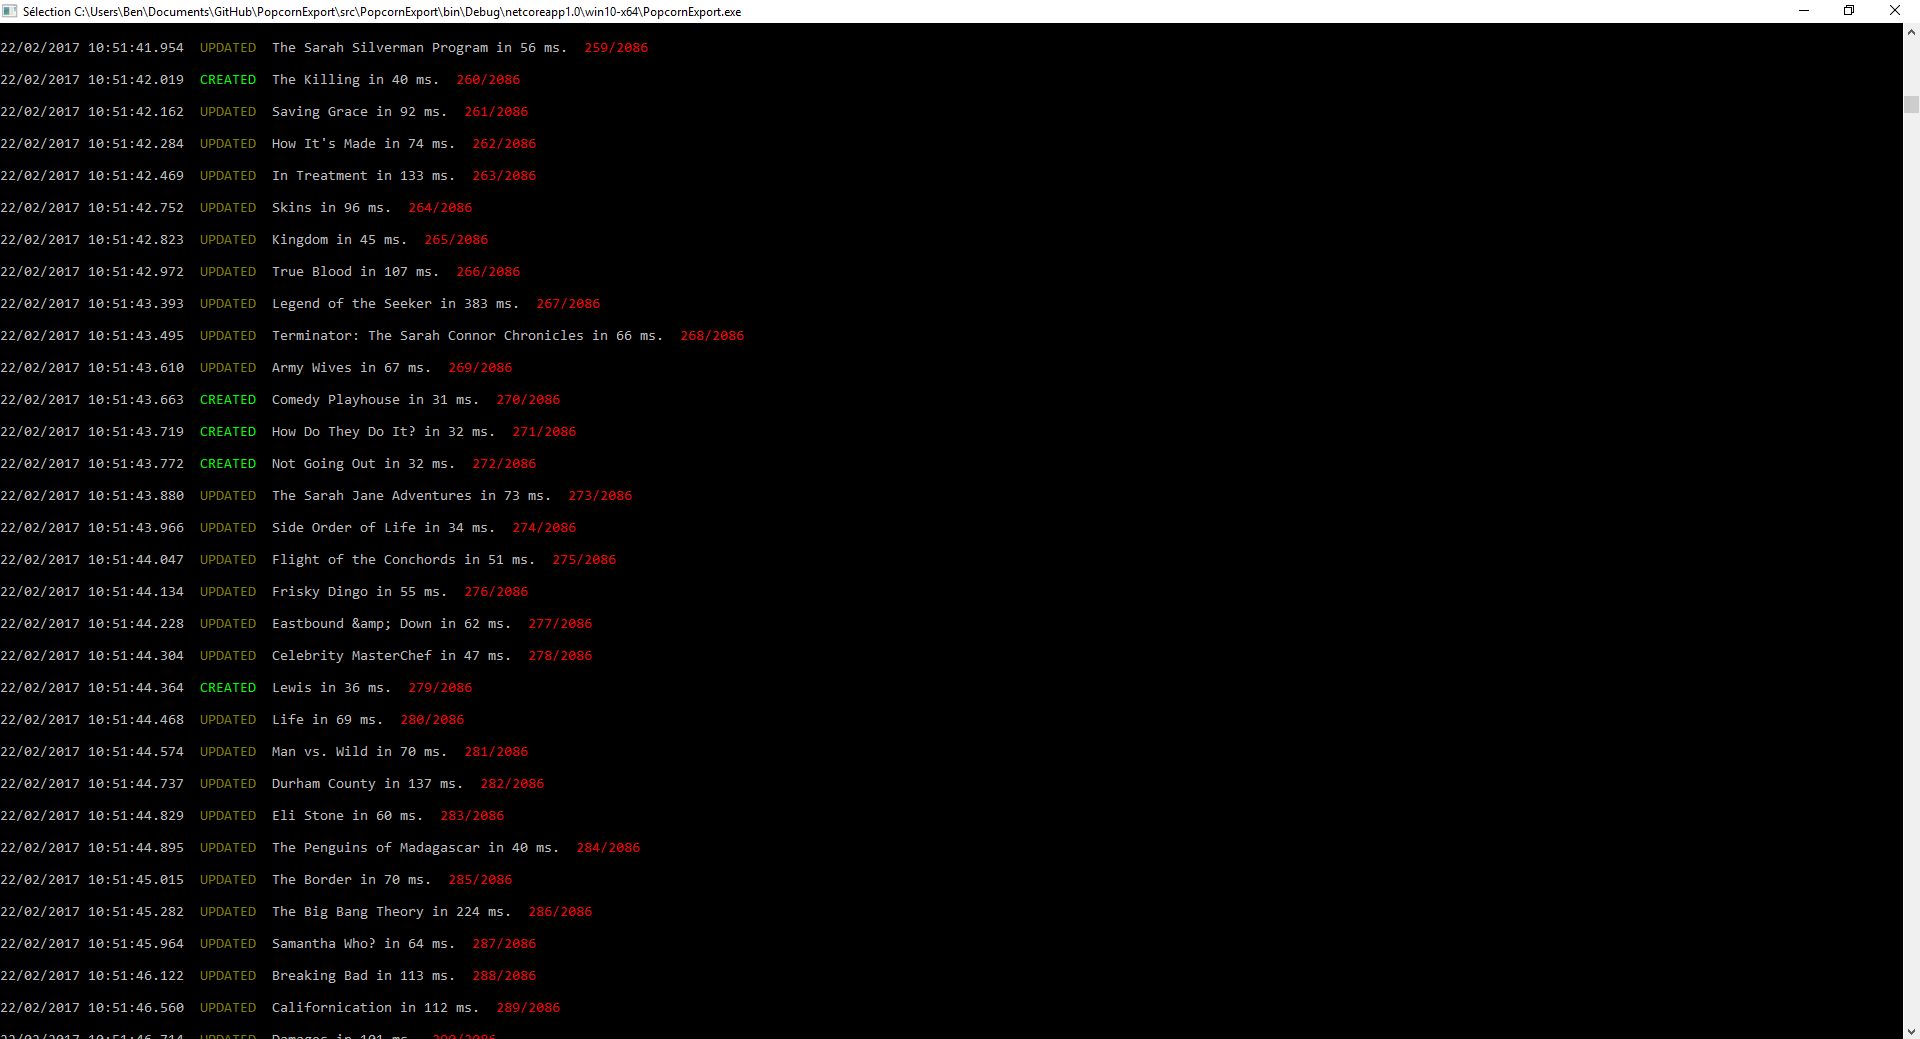 Sélection C:\Users\Ben\Documents\GitHub\PopcornExport\src\PopcornExport\bin\Debug\netcoreapp1.0\win10-x64\PopcornExport.exe
22/02/2017 10:51:41.954 UPDATED The Sarah Silverman Program in 56 ms. 259/2086
22/02/2017 10:51:42.019 CREATED The Killing in 40 ms. 260/2086
22/02/2017 10:51:42.162 UPDATED Saving Grace in 92 ms. 261/2086
22/02/2017 10:51:42.284 UPDATED How It's Made in 74 ms. 262/2086
22/02/2017 10:51:42.469 UPDATED In Treatment in 133 ms. 263/2086
22/02/2017 10:51:42.752 UPDATED Skins in 96 ms. 264/2086
22/02/2017 10:51:42.823 UPDATED Kingdom in 45 ms. 265/2086
22/02/2017 10:51:42.972 UPDATED True Blood in 107 ms. 266/2086
22/02/2017 10:51:43.393 UPDATED Legend of the Seeker in 383 ms. 267/2086
22/02/2017 10:51:43.495 UPDATED Terminator: The Sarah Connor Chronicles in 66 ms. 268/2086
22/02/2017 10:51:43.610 UPDATED Army Wives in 67 ms. 269/2086
22/02/2017 10:51:43.663 CREATED Comedy Playhouse in 31 ms. 270/2086
22/02/2017 10:51:43.719 CREATED How Do They Do It? in 32 ms. 271/2086
22/02/2017 10:51:43.772 CREATED Not Going Out in 32 ms. 272/2086
22/02/2017 10:51:43.880 UPDATED The Sarah Jane Adventures in 73 ms. 273/2086
22/02/2017 10:51:43.966 UPDATED Side Order of Life in 34 ms. 274/2086
22/02/2017 10:51:44.047 UPDATED Flight of the Conchords in 51 ms. 275/2086
22/02/2017 10:51:44.134 UPDATED Frisky Dingo in 55 ms. 276/2086
22/02/2017 10:51:44.228 UPDATED Eastbound &amp; Down in 62 ms. 277/2086
22/02/2017 10:51:44.304 UPDATED Celebrity MasterChef in 47 ms. 278/2086
22/02/2017 10:51:44.364 CREATED Lewis in 36 ms. 279/2086
22/02/2017 10:51:44.468 UPDATED Life in 69 ms. 280/2086
22/02/2017 10:51:44.574 UPDATED Man vs. Wild in 70 ms. 281/2086
22/02/2017 10:51:44.737 UPDATED Durham County in 137 ms. 282/2086
22/02/2017 10:51:44.829 UPDATED Eli Stone in 60 ms. 283/2086
22/02/2017 10:51:44.895 UPDATED The Penguins of Madagascar in 40 ms. 284/2086
22/02/2017 10:51:45.015 UPDATED The Border in 70 ms. 285/2086
22/02/2017 10:51:45.282 UPDATED The Big Bang Theory in 224 ms. 286/2086
22/02/2017 10:51:45.964 UPDATED Samantha Who? in 64 ms. 287/2086
22/02/2017 10:51:46.122 UPDATED Breaking Bad in 113 ms. 288/2086
22/02/2017 10:51:46.560 UPDATED Californication in 112 ms. 289/2086
22/02/2017 10:51:46.714 UPDATED Damages in 101 ms. 290/2086